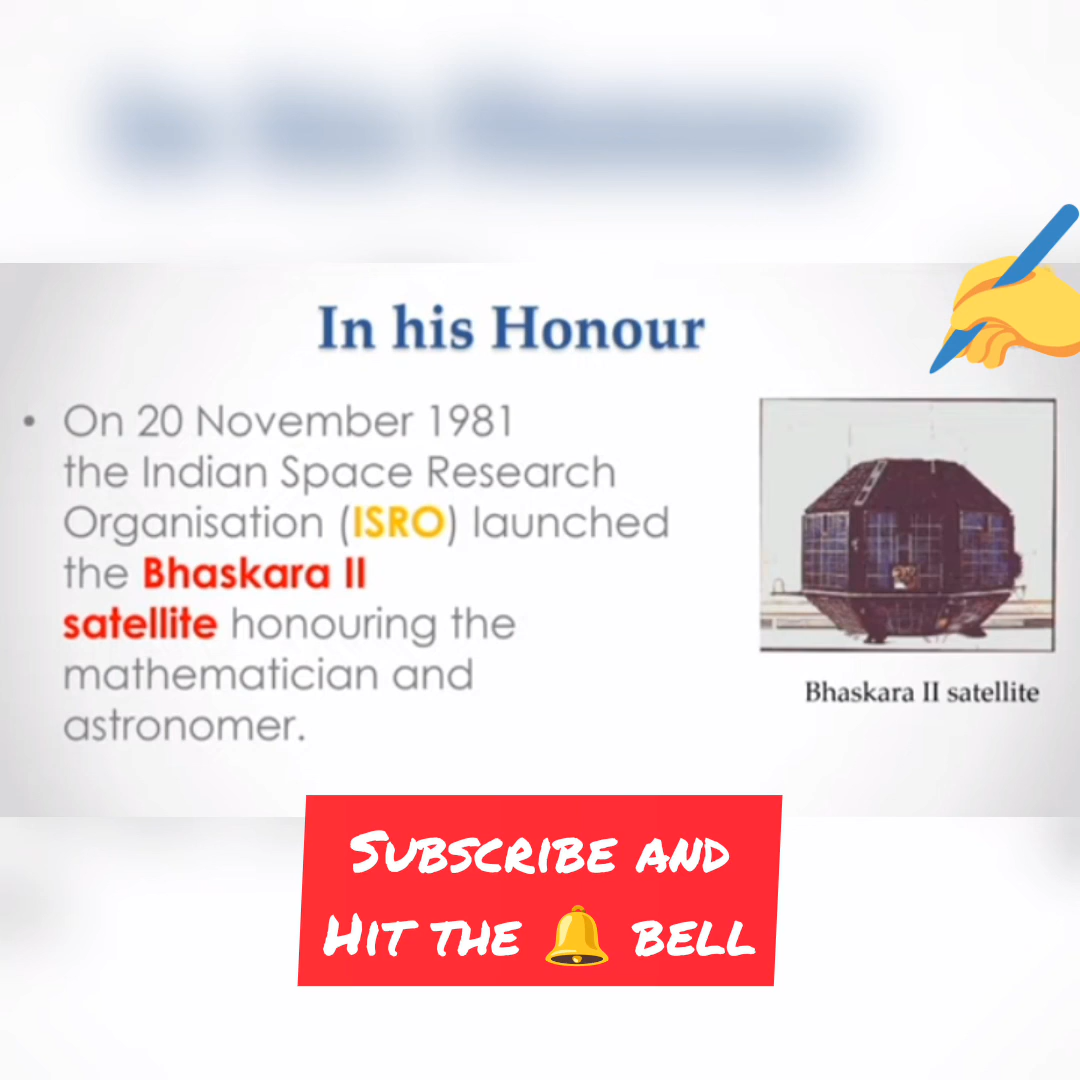 In his Honour
• On 20 November 1981
the Indian Space Research
Organisation (ISRO) launched
the Bhaskara II
satellite honouring the
mathematician and
astronomer.
Bhaskara II satellite
SUBSCRIBE AND
HIT THE 🔔 BELL